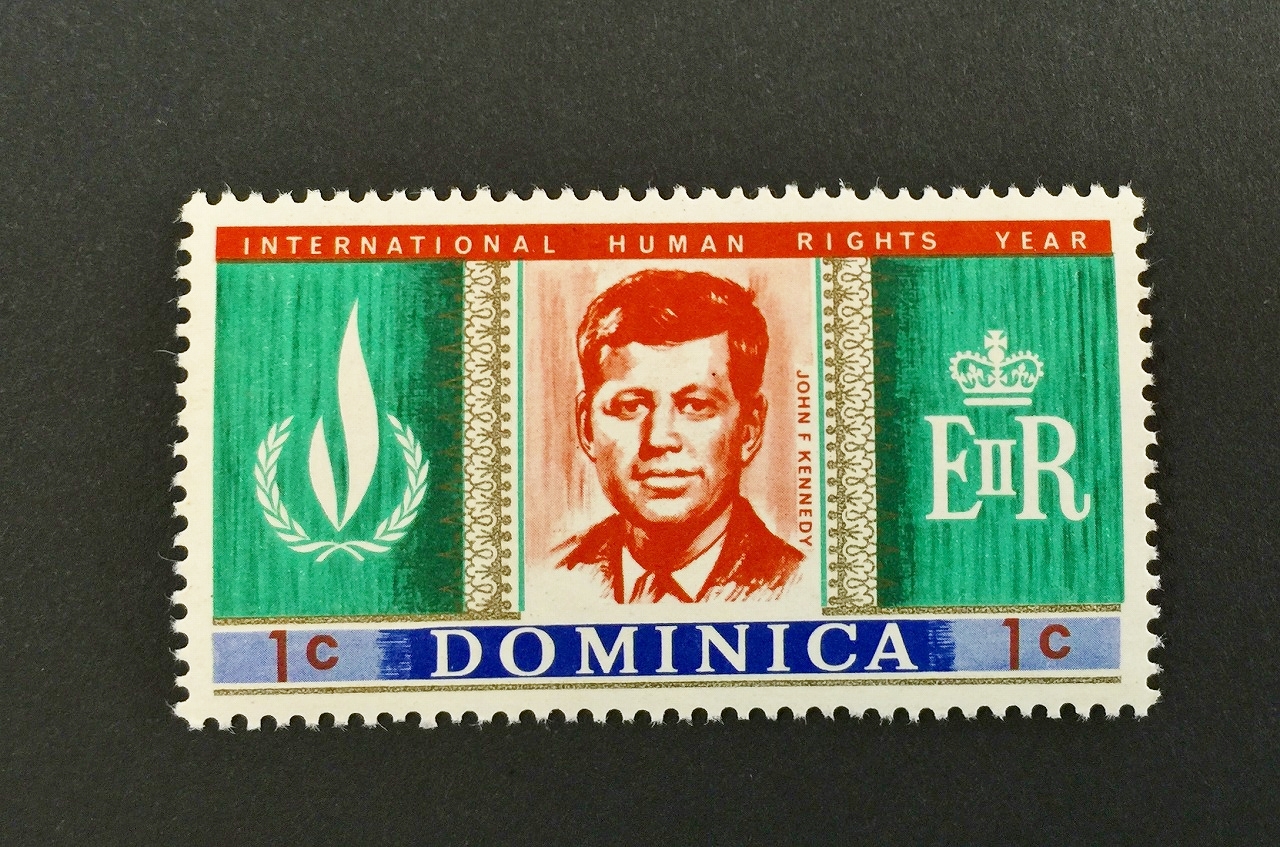 INTERNATIONAL HUMAN RIGHTS YEAR
JOHN F KENNEDY
EIIR
1c DOMINICA 1c